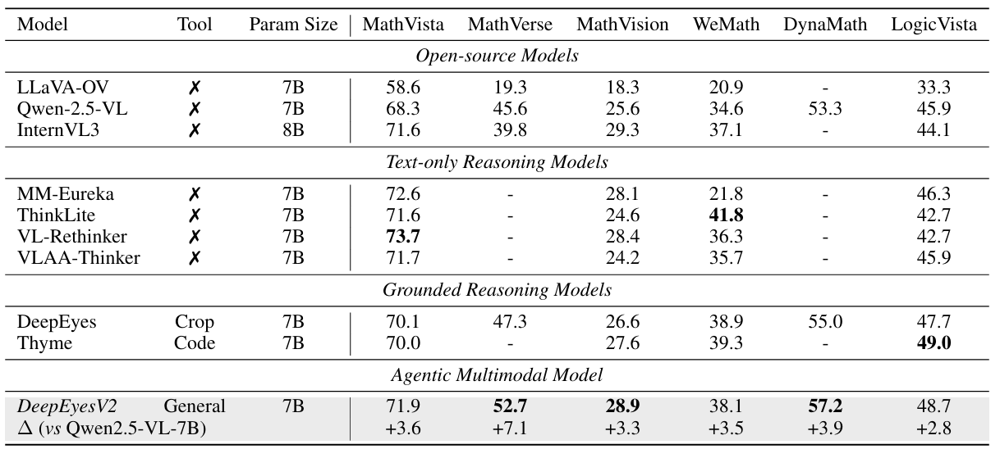 Model Tool Param Size MathVista MathVerse MathVision WeMath DynaMath LogicVista
Open-source Models
LLaVA-OV ✗ 7B 58.6 19.3 18.3 20.9 - 33.3
Qwen-2.5-VL ✗ 7B 68.3 45.6 25.6 34.6 53.3 45.9
InternVL3 ✗ 8B 71.6 39.8 29.3 37.1 - 44.1
Text-only Reasoning Models
MM-Eureka ✗ 7B 72.6 - 28.1 21.8 - 46.3
ThinkLite ✗ 7B 71.6 - 24.6 41.8 - 42.7
VL-Rethinker ✗ 7B 73.7 - 28.4 36.3 - 42.7
VLAA-Thinker ✗ 7B 71.7 - 24.2 35.7 - 45.9
Grounded Reasoning Models
DeepEyes Crop 7B 70.1 47.3 26.6 38.9 55.0 47.7
Thyme Code 7B 70.0 - 27.6 39.3 - 49.0
Agentic Multimodal Model
DeepEyesV2 General 7B 71.9 52.7 28.9 38.1 57.2 48.7
Δ (vs Qwen2.5-VL-7B) +3.6 +7.1 +3.3 +3.5 +3.9 +2.8